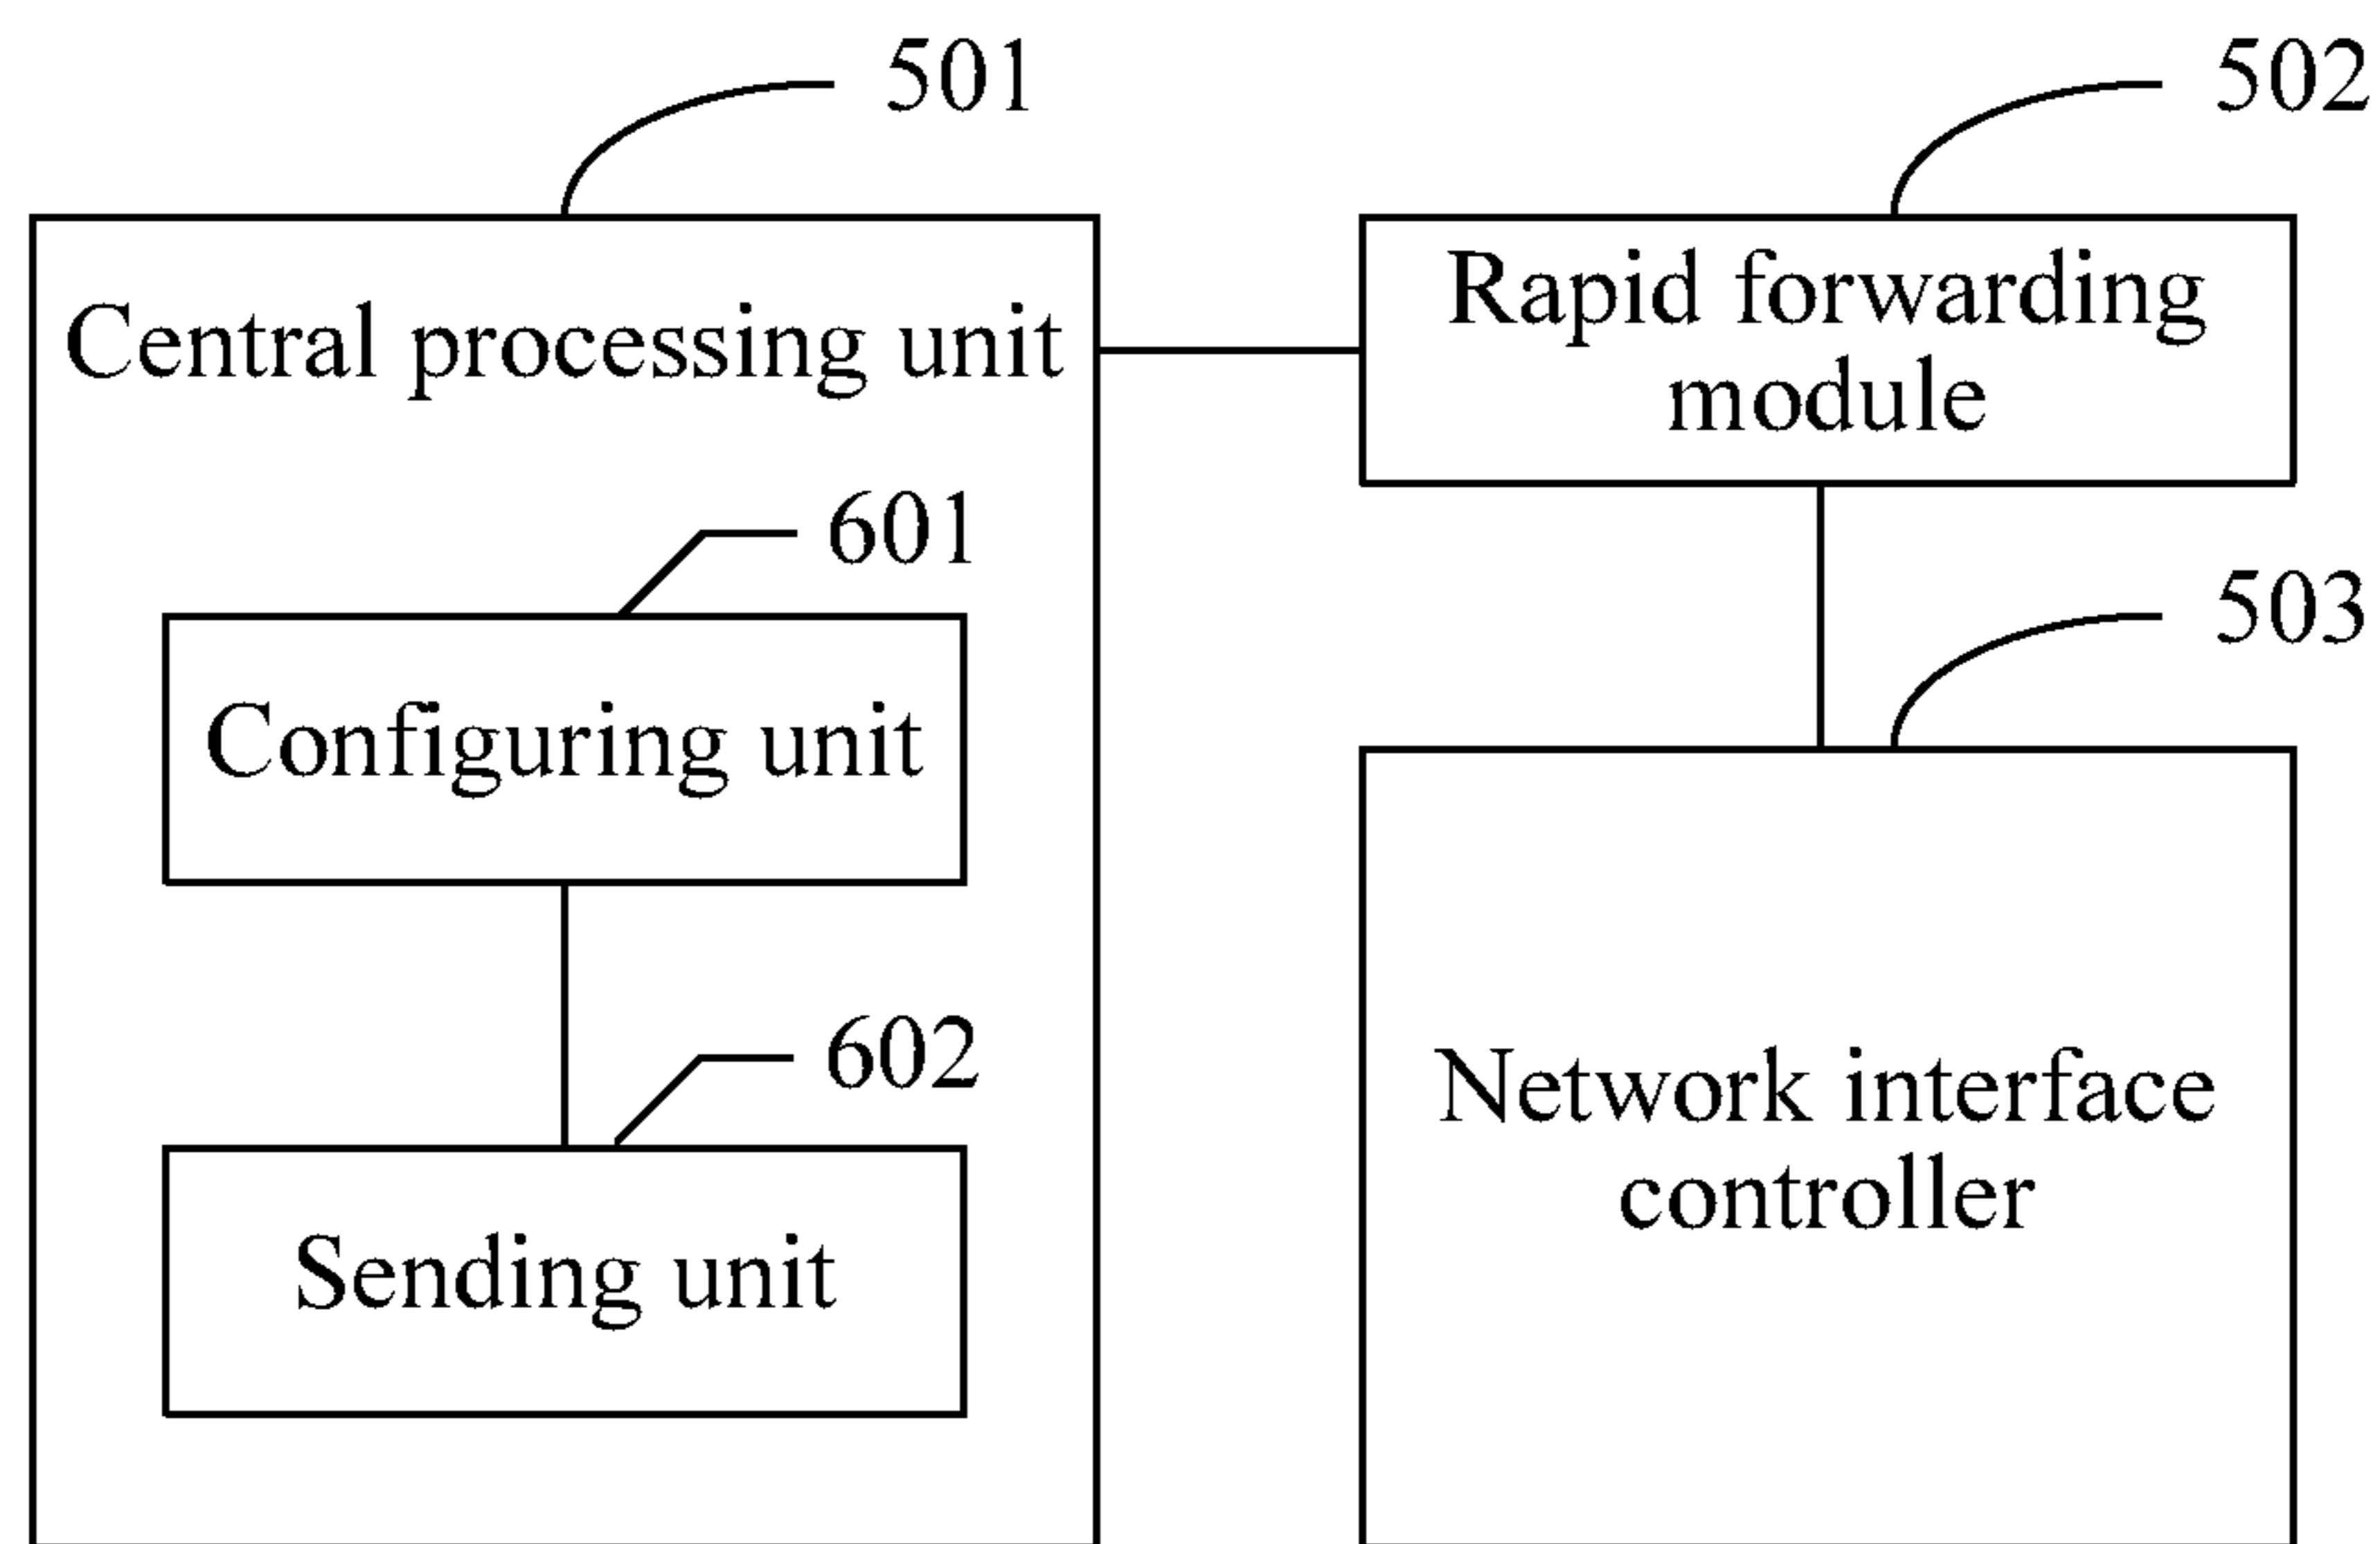 501
502
Central processing unit
Rapid forwarding
module
601
503
Configuring unit
602
Network interface
controller
Sending unit